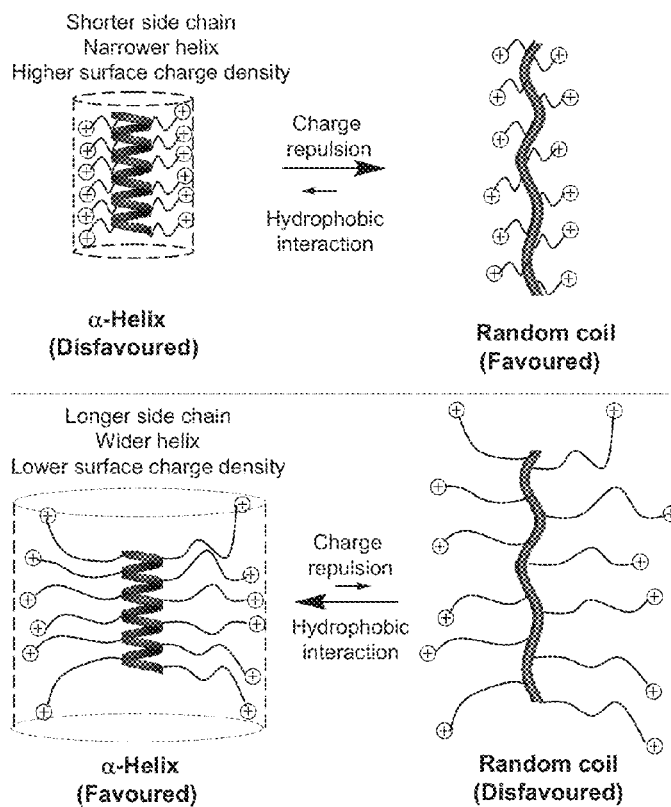 Shorter side chain
Narrower helix
Higher surface charge density
Charge
repulsion
Hydrophobic
interaction
α-Helix
(Disfavoured)
Random coil
(Favoured)
Longer side chain
Wider helix
Lower surface charge density
Charge
repulsion
Hydrophobic
interaction
α-Helix
(Favoured)
Random coil
(Disfavoured)